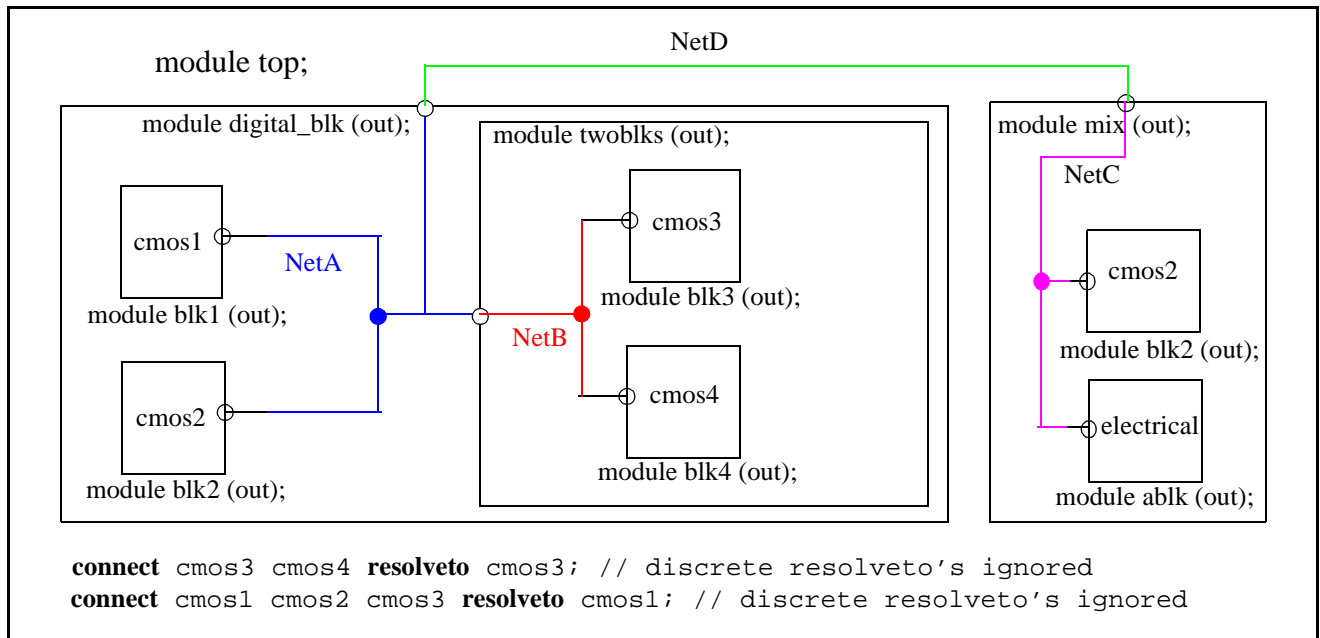 NetD
module top;
module digital_blk (out);
module twoblks (out);
module mix (out);
NetC
cmos1
NetA
module blk1 (out);
cmos2
module blk2 (out);
cmos3
module blk3 (out);
NetB
cmos4
module blk4 (out);
cmos2
module blk2 (out);
electrical
module ablk (out);
connect cmos3 cmos4 resolveto cmos3; // discrete resolveto's ignored
connect cmos1 cmos2 cmos3 resolveto cmos1; // discrete resolveto's ignored